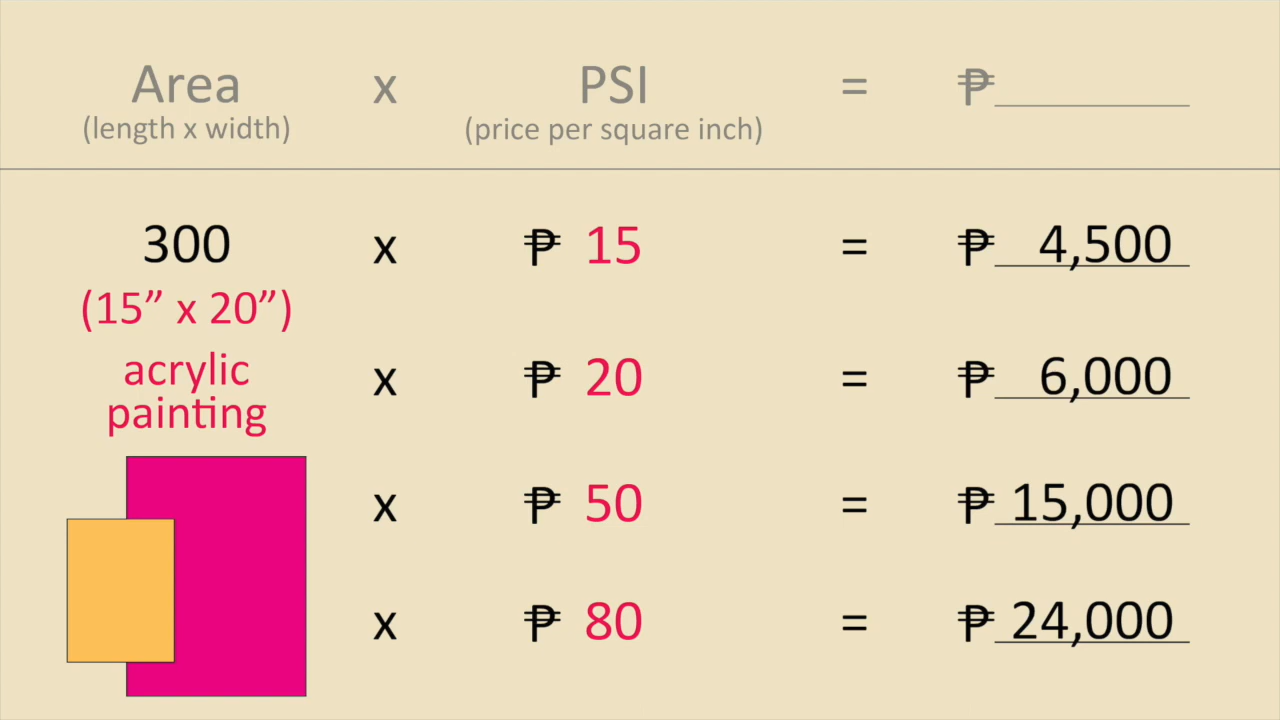 Area x PSI = ₱
(length x width) (price per square inch)
300 x ₱ 15 = ₱ 4,500
(15” x 20”)
acrylic x ₱ 20 = ₱ 6,000
painting
x ₱ 50 = ₱ 15,000
x ₱ 80 = ₱ 24,000